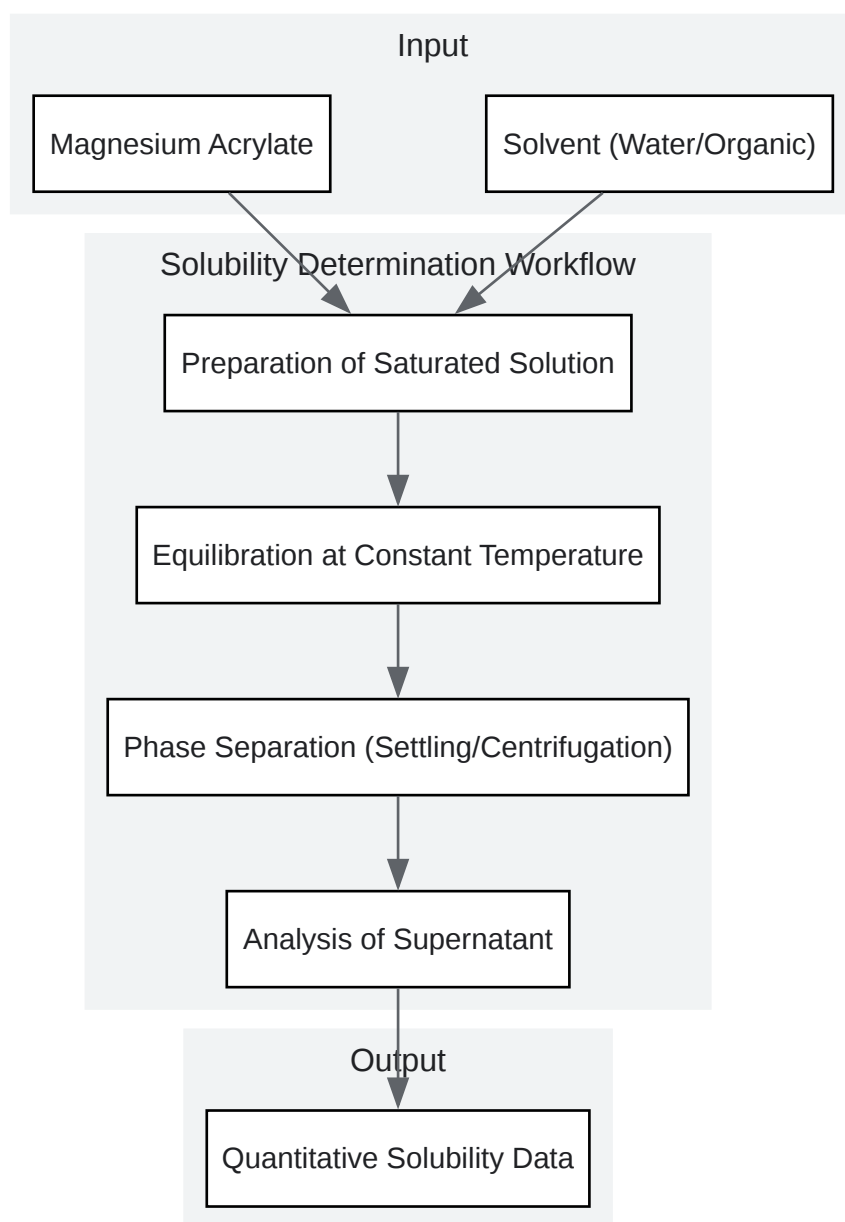 Input
Magnesium Acrylate
Solvent (Water/Organic)
Solubility Determination Workflow
Preparation of Saturated Solution
Equilibration at Constant Temperature
Phase Separation (Settling/Centrifugation)
Analysis of Supernatant
Output
Quantitative Solubility Data